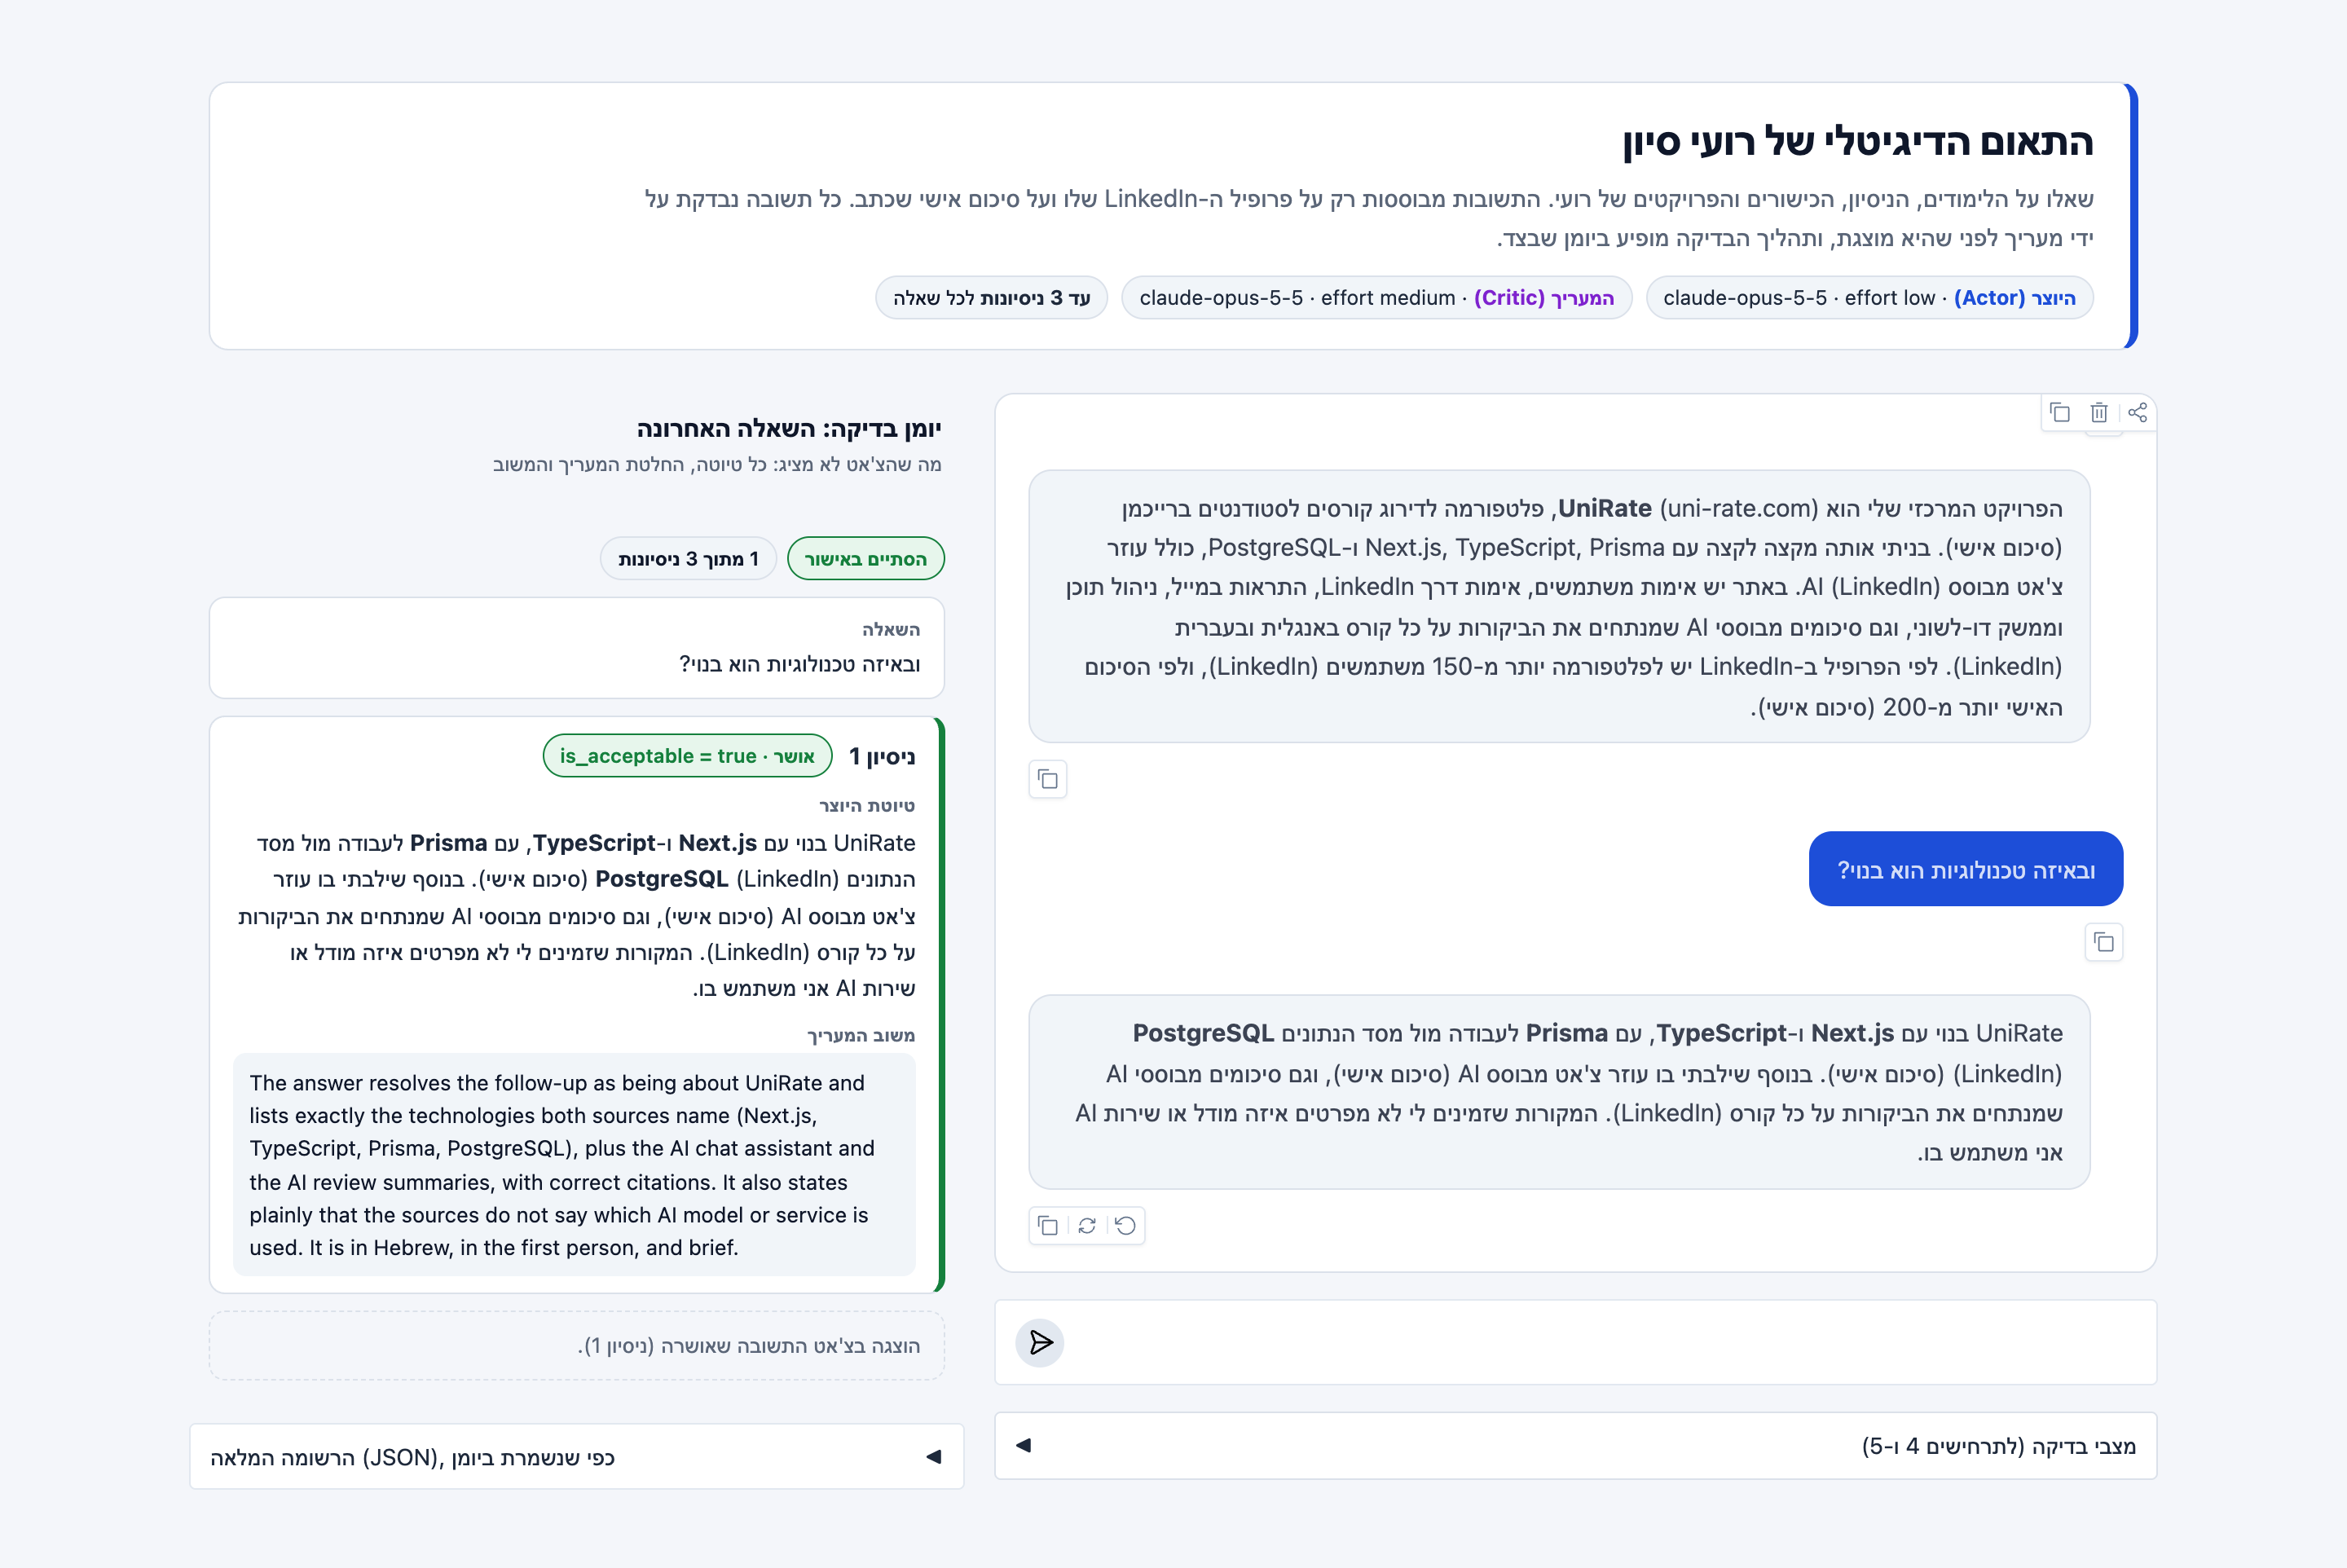 התאום הדיגיטלי של רועי סיון
שאלו על הלימודים, הניסיון, הכישורים והפרויקטים של רועי. התשובות מבוססות רק על פרופיל ה-LinkedIn שלו ועל סיכום אישי שכתב. כל תשובה נבדקת על
ידי מעריך לפני שהיא מוצגת, ותהליך הבדיקה מופיע ביומן שבצד.
היוצר (Actor) · claude-opus-5-5 · effort low
המעריך (Critic) · claude-opus-5-5 · effort medium
עד 3 ניסיונות לכל שאלה
הפרויקט המרכזי שלי הוא UniRate (uni-rate.com), פלטפורמה לדירוג קורסים לסטודנטים ברייכמן
(סיכום אישי). בניתי אותה מקצה לקצה עם Next.js, TypeScript, Prisma ו-PostgreSQL, כולל עוזר
צ'אט מבוסס AI (LinkedIn). באתר יש אימות משתמשים, אימות דרך LinkedIn, התראות במייל, ניהול תוכן
וממשק דו-לשוני, וגם סיכומים מבוססי AI שמנתחים את הביקורות על כל קורס באנגלית ובעברית
(LinkedIn). לפי הפרופיל ב-LinkedIn יש לפלטפורמה יותר מ-150 משתמשים (LinkedIn), ולפי הסיכום
האישי יותר מ-200 (סיכום אישי).
ובאיזה טכנולוגיות הוא בנוי?
UniRate בנוי עם Next.js ו-TypeScript, עם Prisma לעבודה מול מסד הנתונים PostgreSQL
(LinkedIn) (סיכום אישי). בנוסף שילבתי בו עוזר צ'אט מבוסס AI (סיכום אישי), וגם סיכומים מבוססי AI
שמנתחים את הביקורות על כל קורס (LinkedIn). המקורות שזמינים לי לא מפרטים איזה מודל או שירות AI
אני משתמש בו.
מצבי בדיקה (לתרחישים 4 ו-5)
יומן בדיקה: השאלה האחרונה
מה שהצ'אט לא מציג: כל טיוטה, החלטת המעריך והמשוב
הסתיים באישור
1 מתוך 3 ניסיונות
השאלה
ובאיזה טכנולוגיות הוא בנוי?
ניסיון 1
אושר · is_acceptable = true
טיוטת היוצר
UniRate בנוי עם Next.js ו-TypeScript, עם Prisma לעבודה מול מסד
הנתונים PostgreSQL (LinkedIn) (סיכום אישי). בנוסף שילבתי בו עוזר
צ'אט מבוסס AI (סיכום אישי), וגם סיכומים מבוססי AI שמנתחים את הביקורות
על כל קורס (LinkedIn). המקורות שזמינים לי לא מפרטים איזה מודל או
שירות AI אני משתמש בו.
משוב המעריך
The answer resolves the follow-up as being about UniRate and
lists exactly the technologies both sources name (Next.js,
TypeScript, Prisma, PostgreSQL), plus the AI chat assistant and
the AI review summaries, with correct citations. It also states
plainly that the sources do not say which AI model or service is
used. It is in Hebrew, in the first person, and brief.
הוצגה בצ'אט התשובה שאושרה (ניסיון 1).
הרשומה המלאה (JSON), כפי שנשמרת ביומן